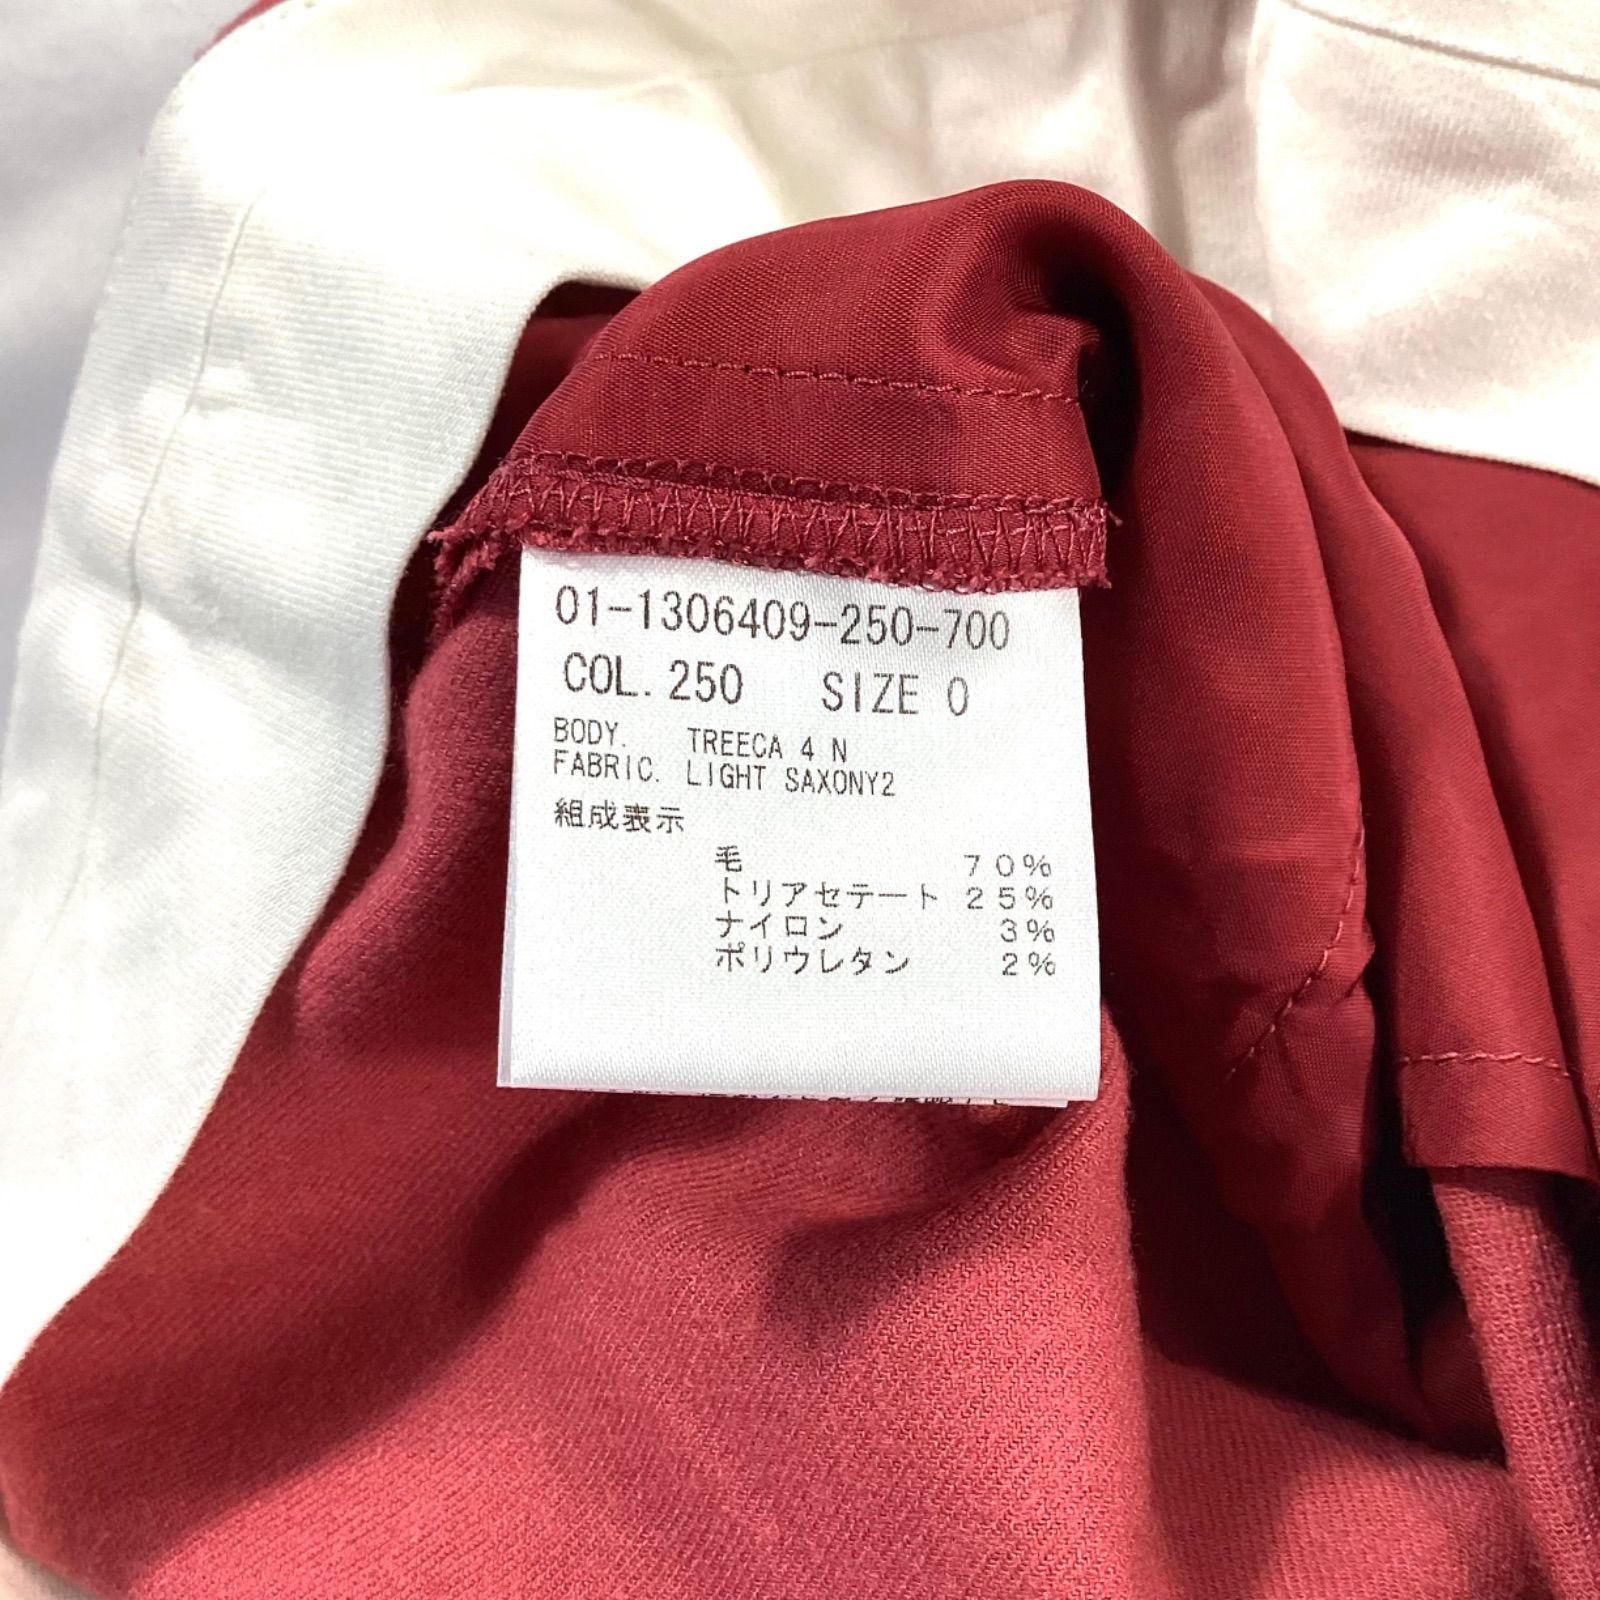 01-1306409-250-700
COL. 250 SIZE 0
BODY. TREECA 4 N
FABRIC. LIGHT SAXONY2
組成表示
毛 70%
トリアセテート 25%
ナイロン 3%
ポリウレタン 2%